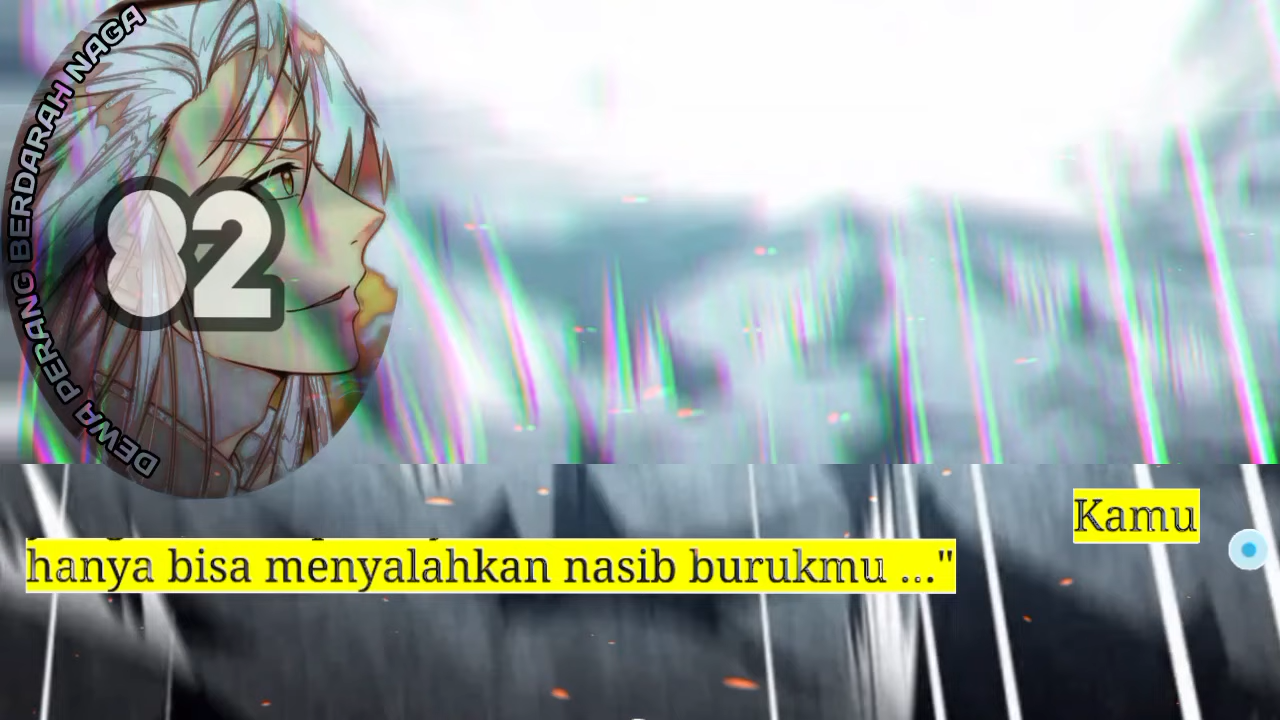 DEWA PERANG BERDARAH NAGA
82
Kamu
hanya bisa menyalahkan nasib burukmu ..."